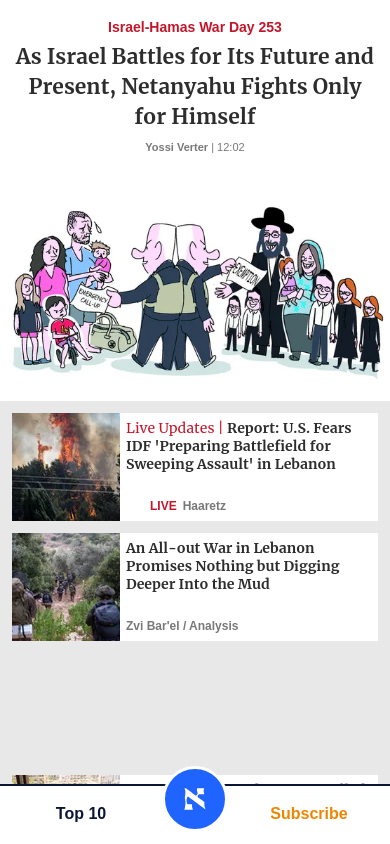 Israel-Hamas War Day 253
As Israel Battles for Its Future and
Present, Netanyahu Fights Only
for Himself
Yossi Verter | 12:02
EMERGENCY
CALL-UP
EXEMPTION
Live Updates | Report: U.S. Fears
IDF 'Preparing Battlefield for
Sweeping Assault' in Lebanon
LIVE Haaretz
An All-out War in Lebanon
Promises Nothing but Digging
Deeper Into the Mud
Zvi Bar'el / Analysis
Top 10
א
Subscribe